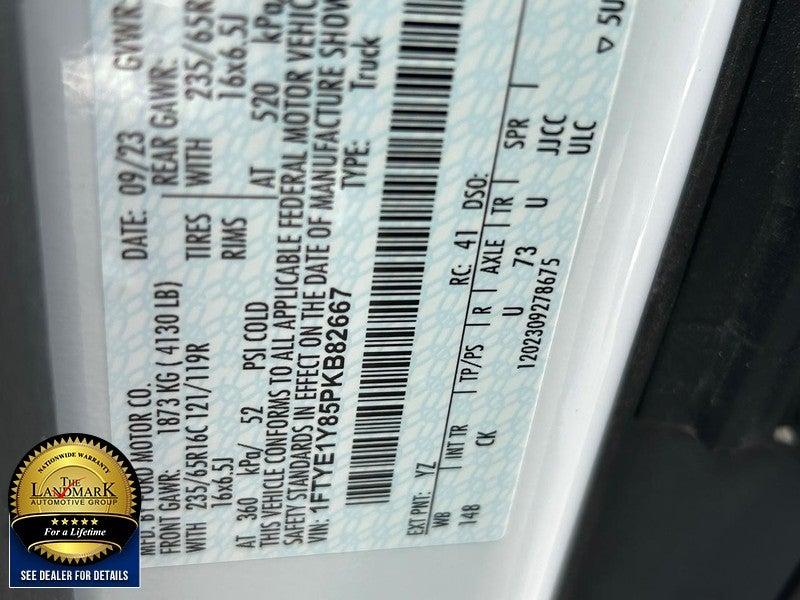 MFD. BY FORD MOTOR CO.
DATE: 09/23 GVWR:
FRONT GAWR: 1873 KG ( 4130 LB) REAR GAWR:
WITH 235/65R16C 121/119R TIRES WITH 235/65R
16x6.5J RIMS 16x6.5J
AT 360 kPa/ 52 PSI COLD AT 520 kPa/
THIS VEHICLE CONFORMS TO ALL APPLICABLE FEDERAL MOTOR VEHIC
SAFETY STANDARDS IN EFFECT ON THE DATE OF MANUFACTURE SHOW
VIN: 1FTYE1Y85PKB82667 TYPE: Truck
EXT PNT: YZ RC: 41 DSO:
WB INT TR TP/PS R AXLE TR SPR
148 CK U 73 U JJCC
ULC
1202309278675
▽ 5U
NATIONWIDE WARRANTY
THE LANDMARK
AUTOMOTIVE GROUP
★★★★★
For a Lifetime
SEE DEALER FOR DETAILS